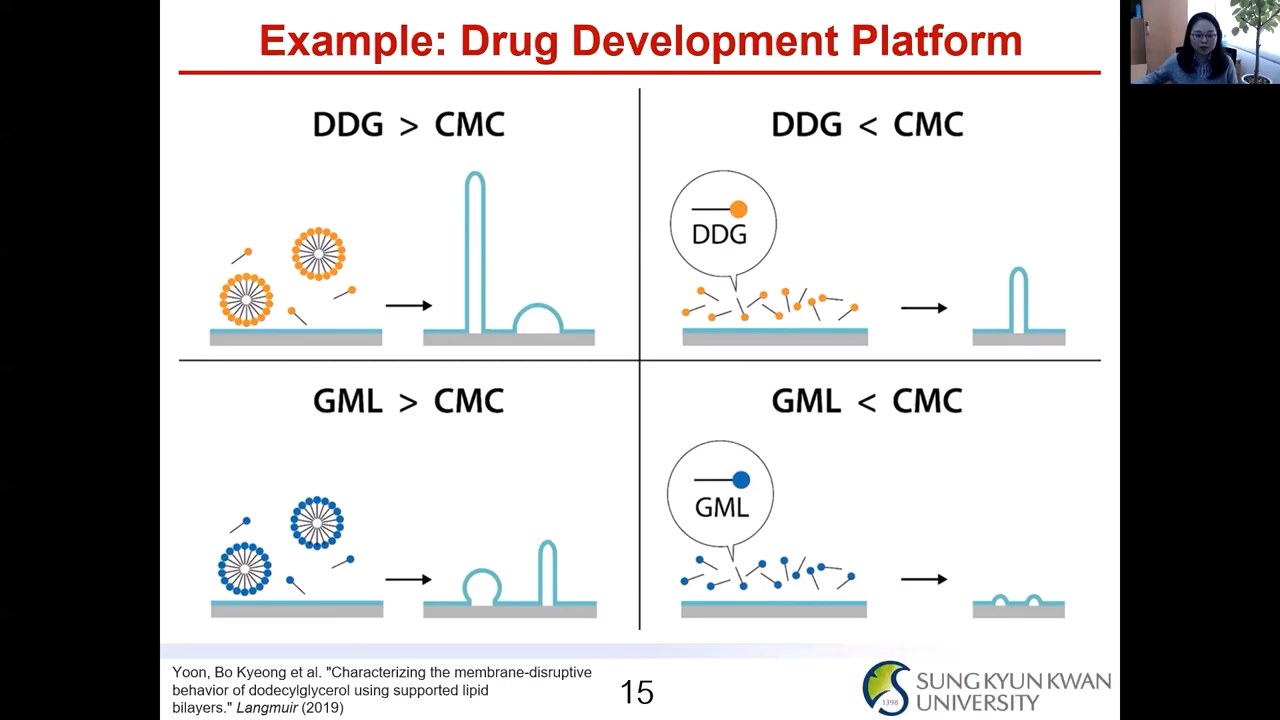 Example: Drug Development Platform
DDG > CMC
DDG < CMC
DDG
GML > CMC
GML < CMC
GML
Yoon, Bo Kyeong et al. "Characterizing the membrane-disruptive
behavior of dodecylglycerol using supported lipid
bilayers." Langmuir (2019)
15
1398
SUNG KYUN KWAN
UNIVERSITY